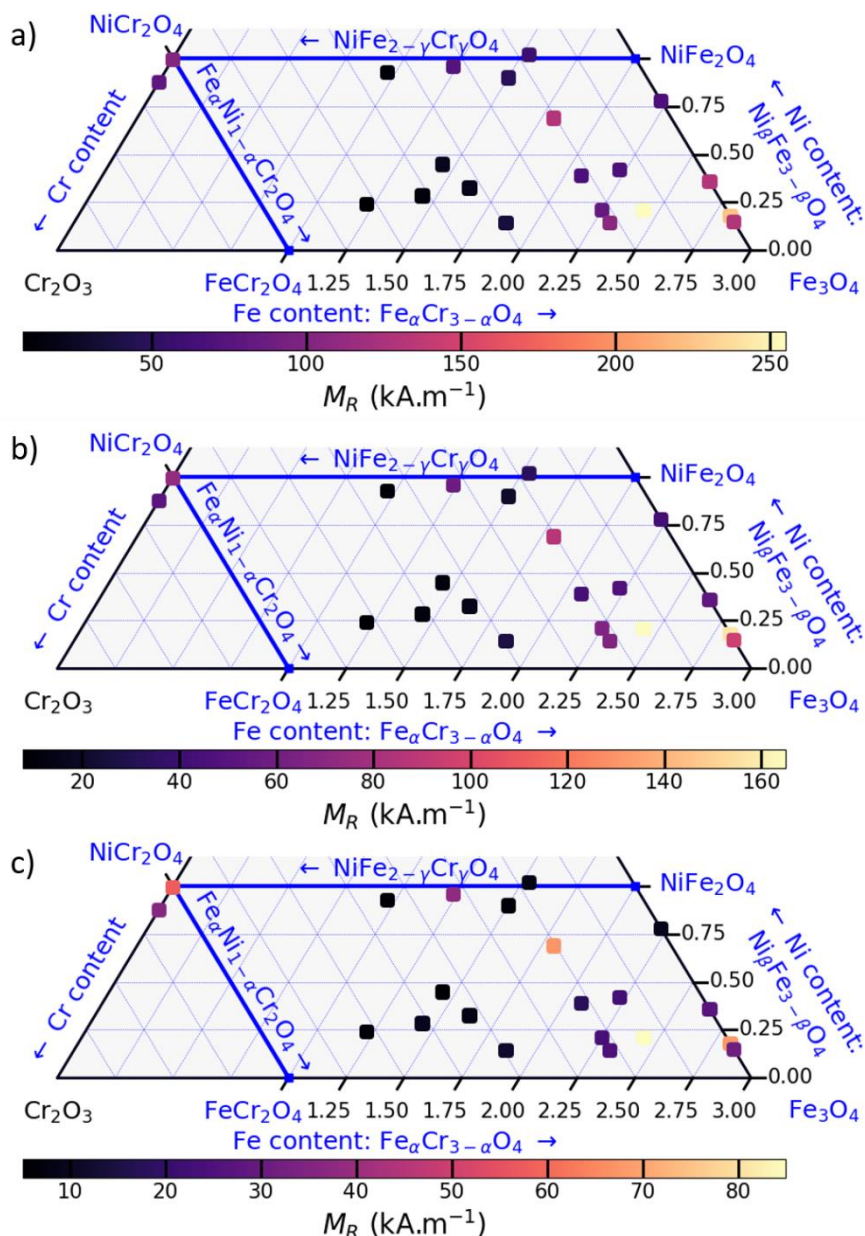 a)
NiCr₂O₄
← NiFe₂₋ᵧCrᵧO₄
NiFe₂O₄
← Cr content
FeαNi₁₋αCr₂O₄ →
← Ni content:
NiβFe₃₋βO₄
0.75
0.50
0.25
0.00
Cr₂O₃
FeCr₂O₄
1.25 1.50 1.75 2.00 2.25 2.50 2.75 3.00
Fe₃O₄
Fe content: FeαCr₃₋αO₄ →
50 100 150 200 250
M_R (kA.m⁻¹)
b)
NiCr₂O₄
← NiFe₂₋ᵧCrᵧO₄
NiFe₂O₄
← Cr content
FeαNi₁₋αCr₂O₄ →
← Ni content:
NiβFe₃₋βO₄
0.75
0.50
0.25
0.00
Cr₂O₃
FeCr₂O₄
1.25 1.50 1.75 2.00 2.25 2.50 2.75 3.00
Fe₃O₄
Fe content: FeαCr₃₋αO₄ →
20 40 60 80 100 120 140 160
M_R (kA.m⁻¹)
c)
NiCr₂O₄
← NiFe₂₋ᵧCrᵧO₄
NiFe₂O₄
← Cr content
FeαNi₁₋αCr₂O₄ →
← Ni content:
NiβFe₃₋βO₄
0.75
0.50
0.25
0.00
Cr₂O₃
FeCr₂O₄
1.25 1.50 1.75 2.00 2.25 2.50 2.75 3.00
Fe₃O₄
Fe content: FeαCr₃₋αO₄ →
10 20 30 40 50 60 70 80
M_R (kA.m⁻¹)